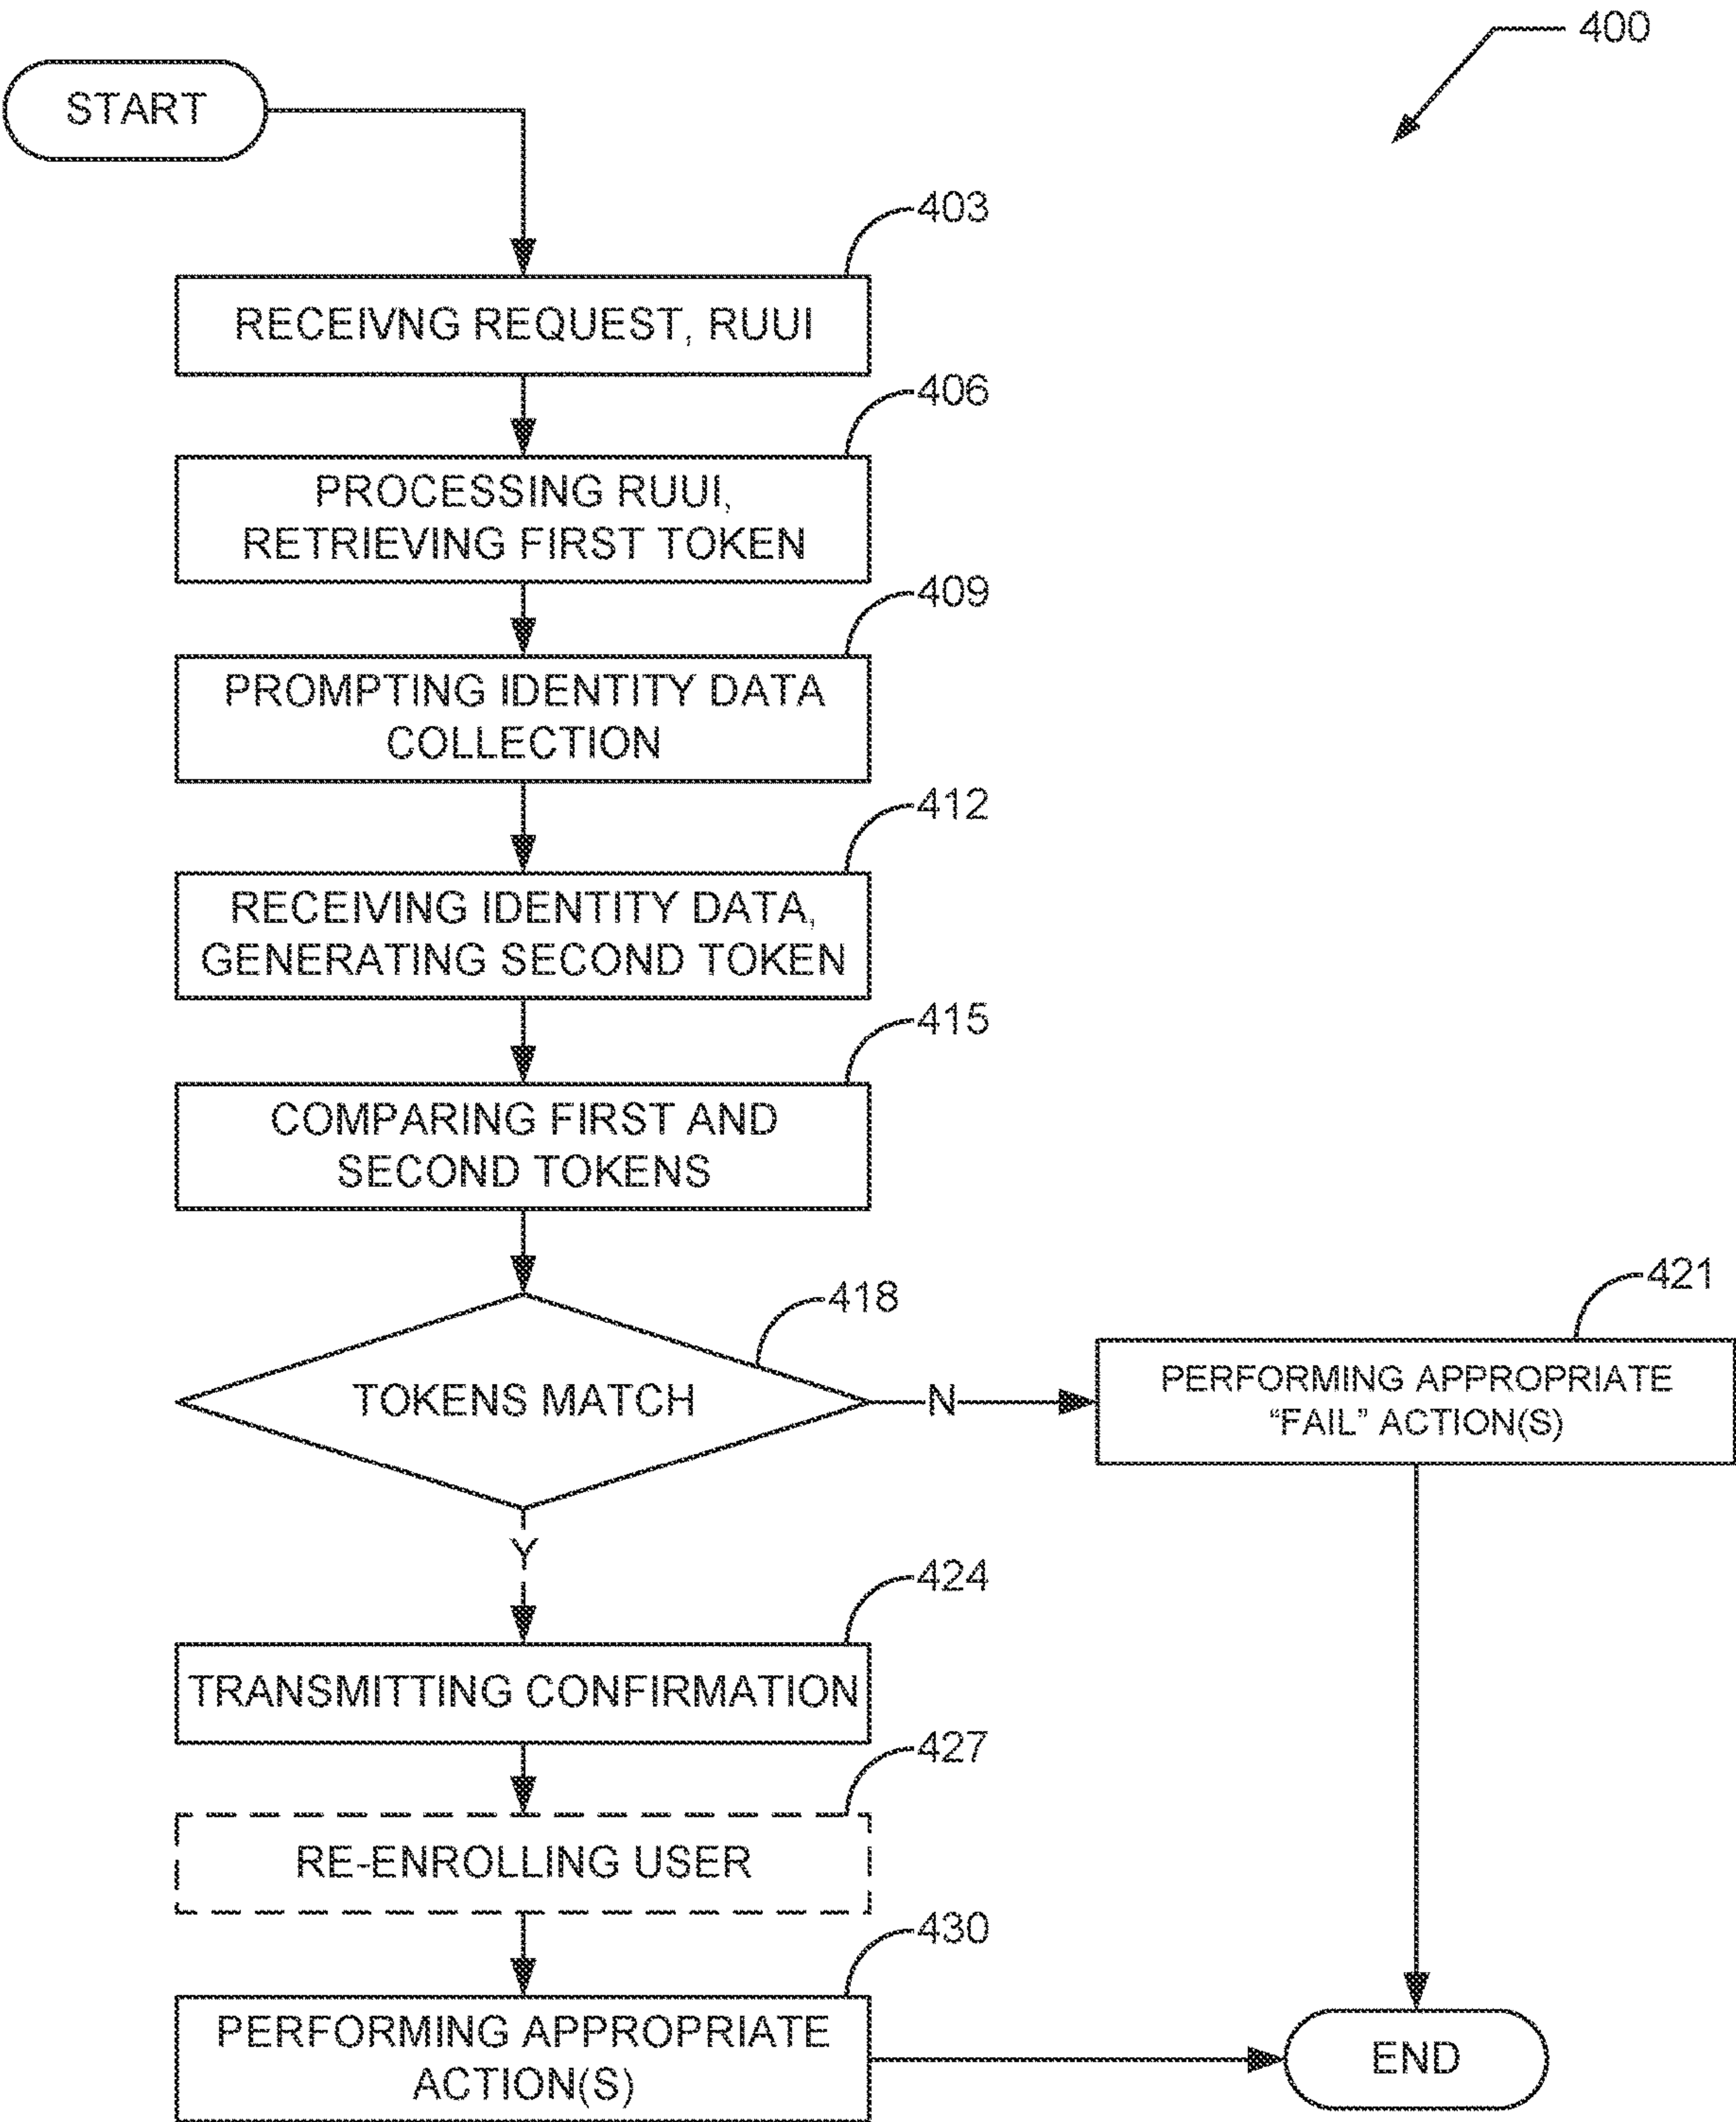 400
START
403
RECEIVNG REQUEST, RUUI
406
PROCESSING RUUI,
RETRIEVING FIRST TOKEN
409
PROMPTING IDENTITY DATA
COLLECTION
412
RECEIVING IDENTITY DATA,
GENERATING SECOND TOKEN
415
COMPARING FIRST AND
SECOND TOKENS
418
TOKENS MATCH
N
421
PERFORMING APPROPRIATE
“FAIL” ACTION(S)
Y
424
TRANSMITTING CONFIRMATION
427
RE-ENROLLING USER
430
PERFORMING APPROPRIATE
ACTION(S)
END